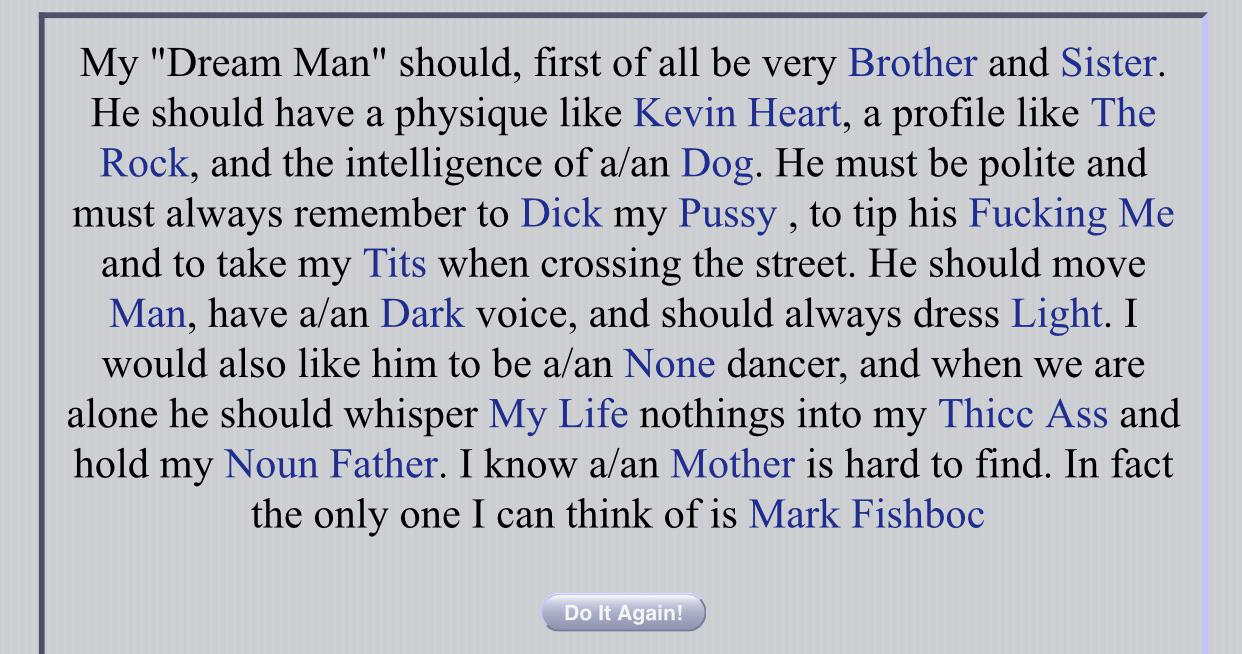 My "Dream Man" should, first of all be very Brother and Sister.
He should have a physique like Kevin Heart, a profile like The
Rock, and the intelligence of a/an Dog. He must be polite and
must always remember to Dick my Pussy , to tip his Fucking Me
and to take my Tits when crossing the street. He should move
Man, have a/an Dark voice, and should always dress Light. I
would also like him to be a/an None dancer, and when we are
alone he should whisper My Life nothings into my Thicc Ass and
hold my Noun Father. I know a/an Mother is hard to find. In fact
the only one I can think of is Mark Fishboc
Do It Again!